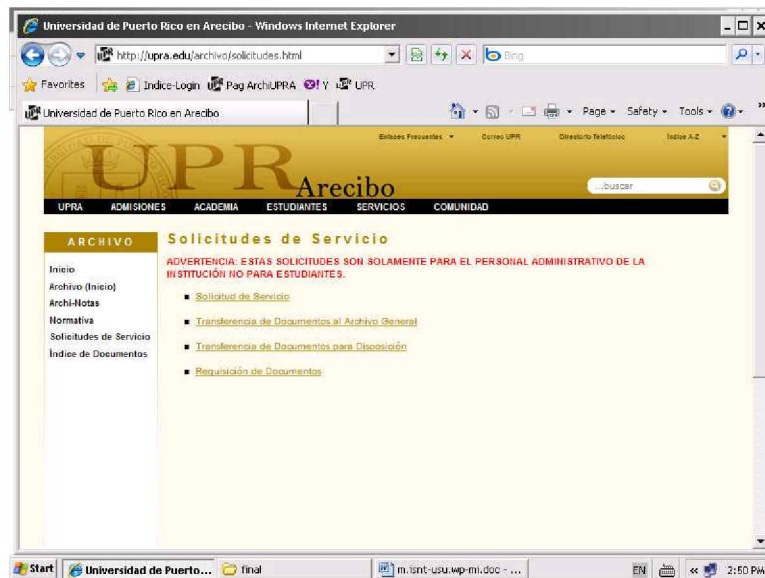 Universidad de Puerto Rico en Arecibo - Windows Internet Explorer
http://upra.edu/archivo/solicitudes.html
Bing
Favorites Indice-Login Pag ArchiUPRA Y UPR
Universidad de Puerto Rico en Arecibo
Page Safety Tools
Enlaces Frecuentes Correo UPR Directorio Telefónico Indice A-Z
UPR Arecibo
...buscar
UPRA ADMISIONES ACADEMIA ESTUDIANTES SERVICIOS COMUNIDAD
ARCHIVO
Inicio
Archivo (Inicio)
Archi-Notas
Normativa
Solicitudes de Servicio
Índice de Documentos
Solicitudes de Servicio
ADVERTENCIA: ESTAS SOLICITUDES SON SOLAMENTE PARA EL PERSONAL ADMINISTRATIVO DE LA
INSTITUCIÓN NO PARA ESTUDIANTES.
Solicitud de Servicio
Transferencia de Documentos al Archivo General
Transferencia de Documentos para Disposición
Requisición de Documentos
Start Universidad de Puerto... final m.isnt-usu.wp-mi.doc - ... EN 2:50 PM